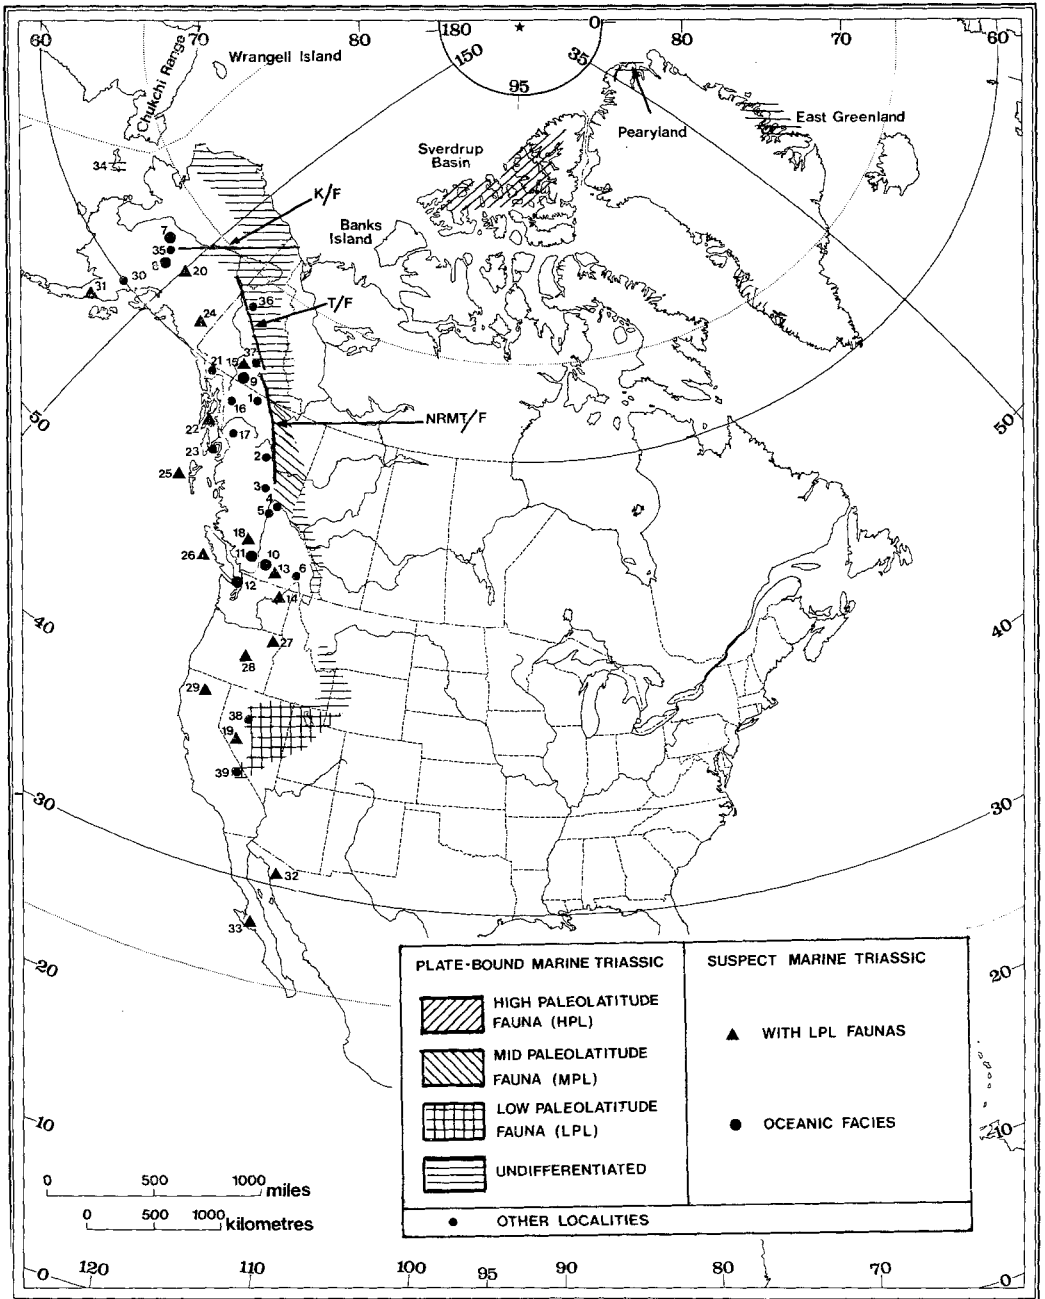 60
70
80
180
0
80
60
150
35
95
Chukchi Range
Wrangell Island
Pearyland
East Greenland
Sverdrup
Basin
34
K/F
Banks
Island
7
35
8
20
30
31
T/F
36
24
37
15
21
9
1
16
22
17
NRMT/F
23
2
25
3
4
5
50
50
18
26
11
10
13
6
12
14
40
40
27
28
29
38
19
39
30
30
32
33
20
20
10
10
PLATE-BOUND MARINE TRIASSIC
HIGH PALEOLATITUDE
FAUNA (HPL)
MID PALEOLATITUDE
FAUNA (MPL)
LOW PALEOLATITUDE
FAUNA (LPL)
UNDIFFERENTIATED
SUSPECT MARINE TRIASSIC
WITH LPL FAUNAS
OCEANIC FACIES
OTHER LOCALITIES
0 500 1000 miles
0 500 1000 kilometres
0
120
110
100
95
90
80
70
0